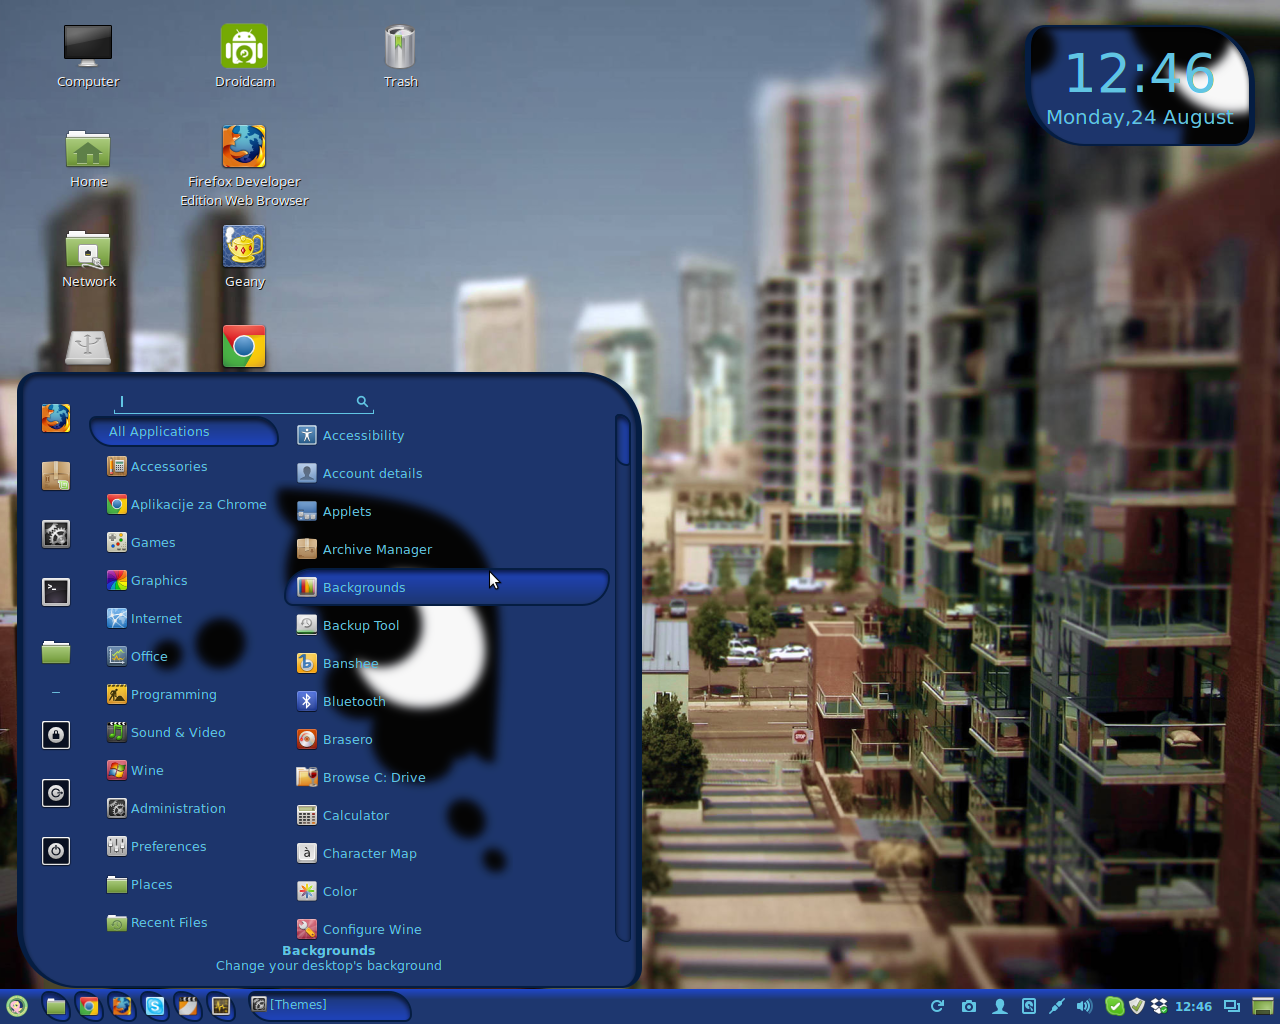 Computer
Droidcam
Trash
12:46
Monday,24 August
Home
Firefox Developer
Edition Web Browser
Network
Geany
All Applications
Accessories
Aplikacije za Chrome
Games
Graphics
Internet
Office
Programming
Sound & Video
Wine
Administration
Preferences
Places
Recent Files
Accessibility
Account details
Applets
Archive Manager
Backgrounds
Backup Tool
Banshee
Bluetooth
Brasero
Browse C: Drive
Calculator
à
Character Map
Color
Configure Wine
Backgrounds
Change your desktop's background
STOP
[Themes]
12:46